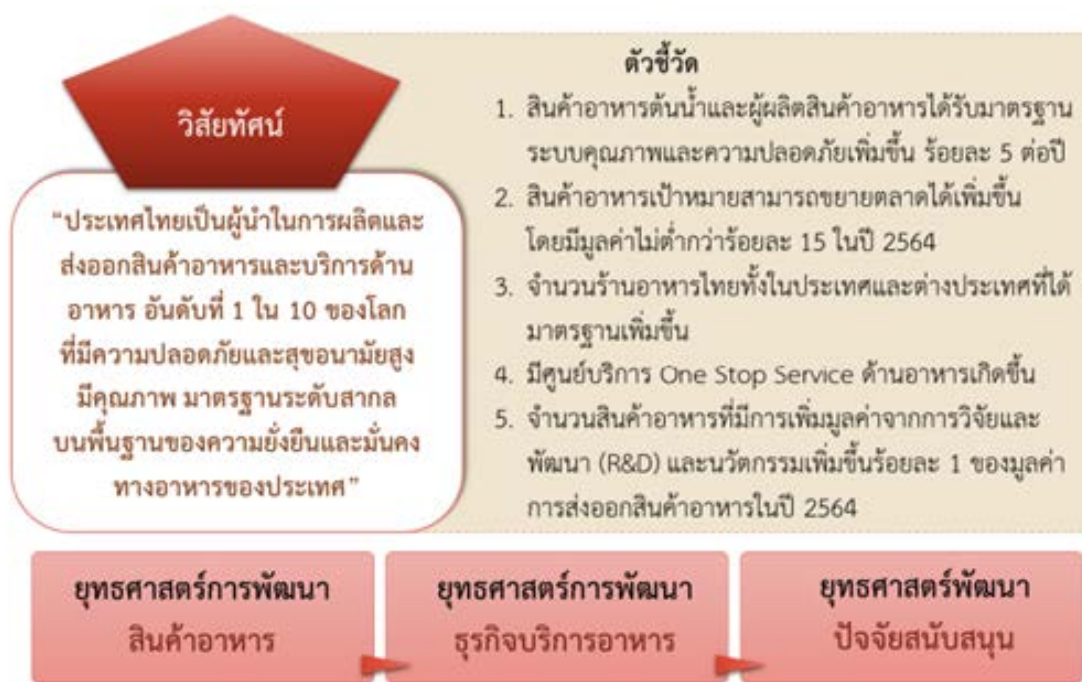 วิสัยทัศน์
“ประเทศไทยเป็นผู้นำในการผลิตและ
ส่งออกสินค้าอาหารและบริการด้าน
อาหาร อันดับที่ 1 ใน 10 ของโลก
ที่มีความปลอดภัยและสุขอนามัยสูง
มีคุณภาพ มาตรฐานระดับสากล
บนพื้นฐานของความยั่งยืนและมั่นคง
ทางอาหารของประเทศ”
ตัวชี้วัด
1. สินค้าอาหารต้นน้ำและผู้ผลิตสินค้าอาหารได้รับมาตรฐาน
ระบบคุณภาพและความปลอดภัยเพิ่มขึ้น ร้อยละ 5 ต่อปี
2. สินค้าอาหารเป้าหมายสามารถขยายตลาดได้เพิ่มขึ้น
โดยมีมูลค่าไม่ต่ำกว่าร้อยละ 15 ในปี 2564
3. จำนวนร้านอาหารไทยทั้งในประเทศและต่างประเทศที่ได้
มาตรฐานเพิ่มขึ้น
4. มีศูนย์บริการ One Stop Service ด้านอาหารเกิดขึ้น
5. จำนวนสินค้าอาหารที่มีการเพิ่มมูลค่าจากการวิจัยและ
พัฒนา (R&D) และนวัตกรรมเพิ่มขึ้นร้อยละ 1 ของมูลค่า
การส่งออกสินค้าอาหารในปี 2564
ยุทธศาสตร์การพัฒนา
สินค้าอาหาร
ยุทธศาสตร์การพัฒนา
ธุรกิจบริการอาหาร
ยุทธศาสตร์พัฒนา
ปัจจัยสนับสนุน